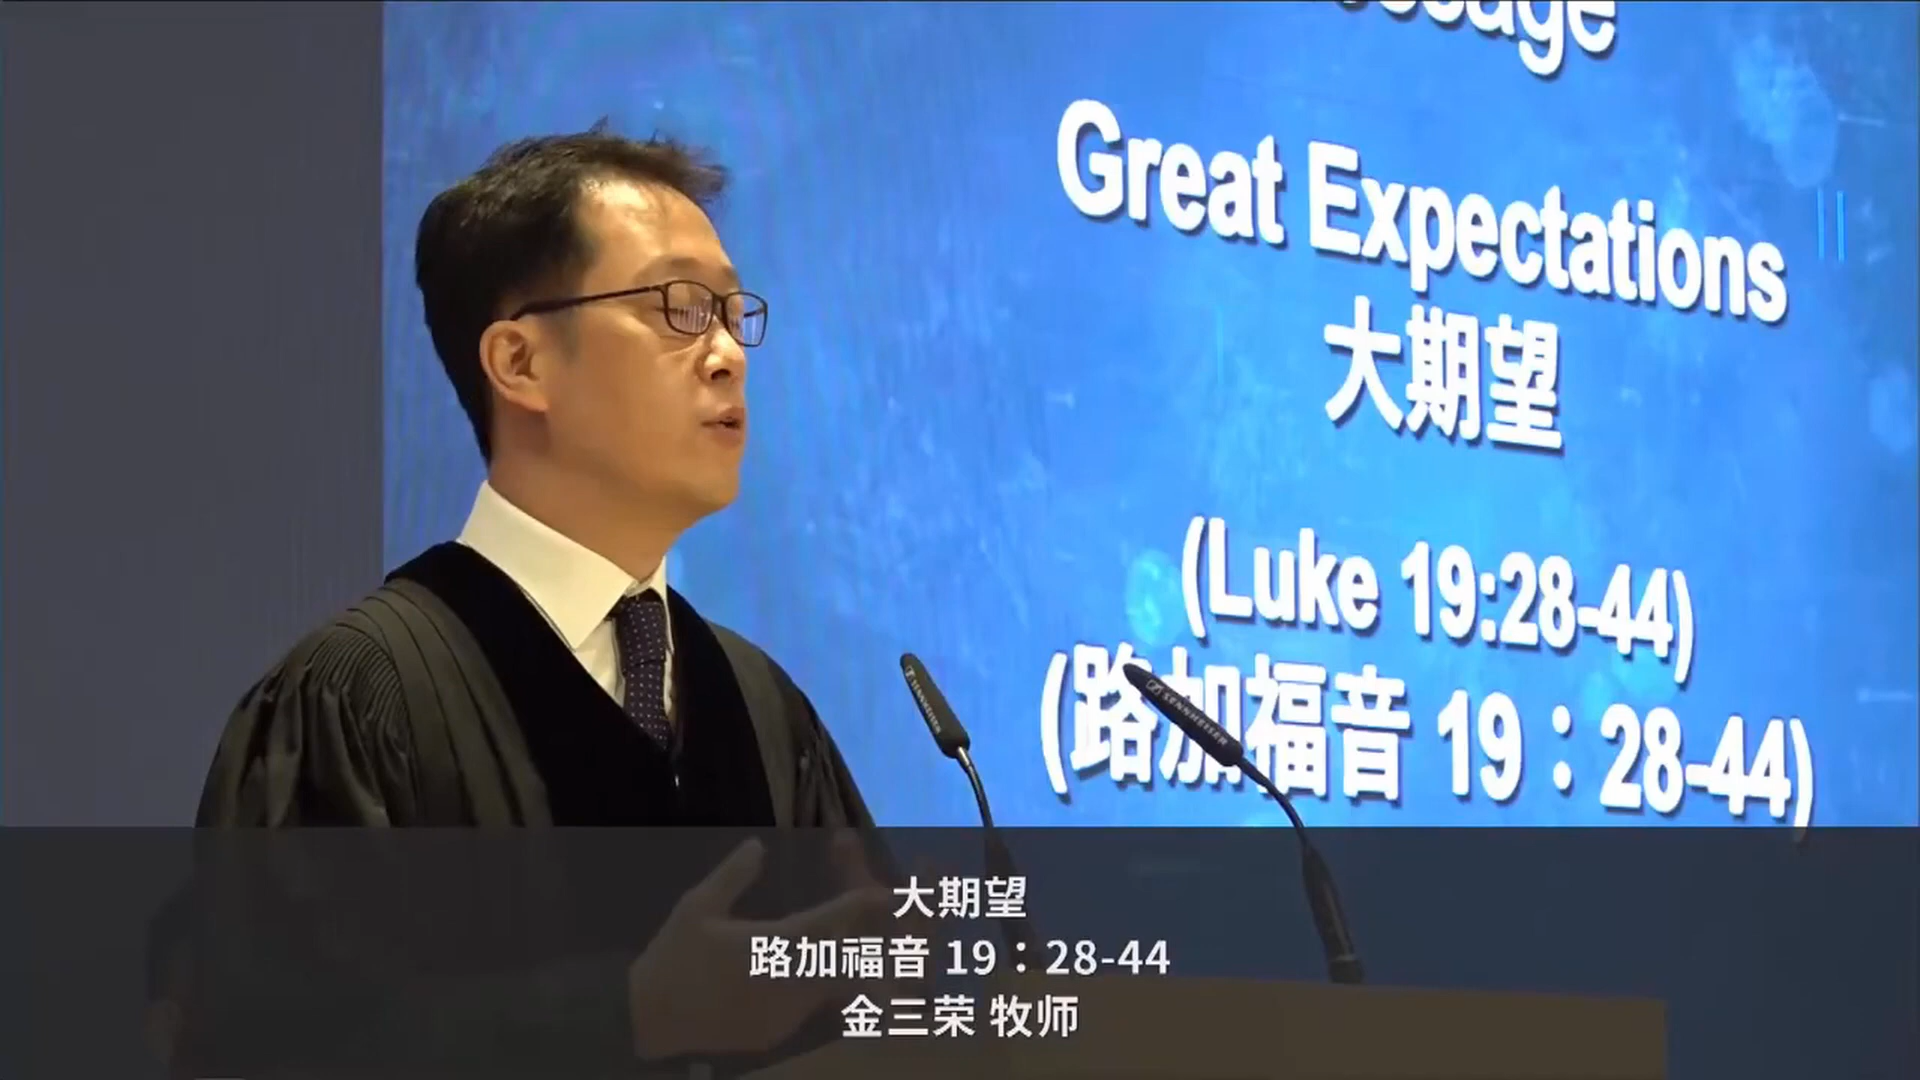 Great Expectations
大期望
(Luke 19:28-44)
(路加福音 19：28-44)
SENNHEISER
大期望
路加福音 19：28-44
金三荣 牧师